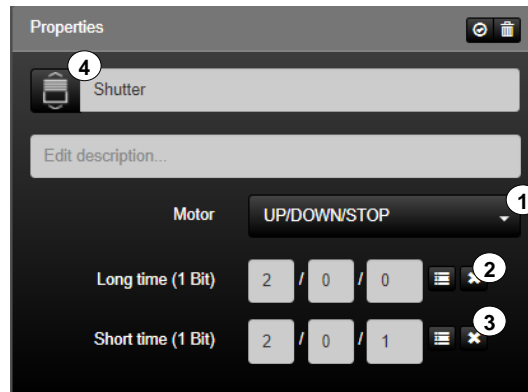 Properties
4
Shutter
Edit description...
Motor UP/DOWN/STOP 1
Long time (1 Bit) 2 / 0 / 0 2
Short time (1 Bit) 2 / 0 / 1 3